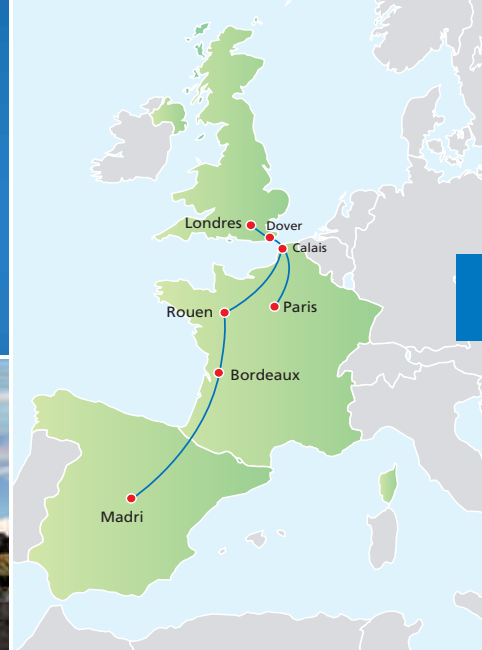 Londres
Dover
Calais
Rouen
Paris
Bordeaux
Madri